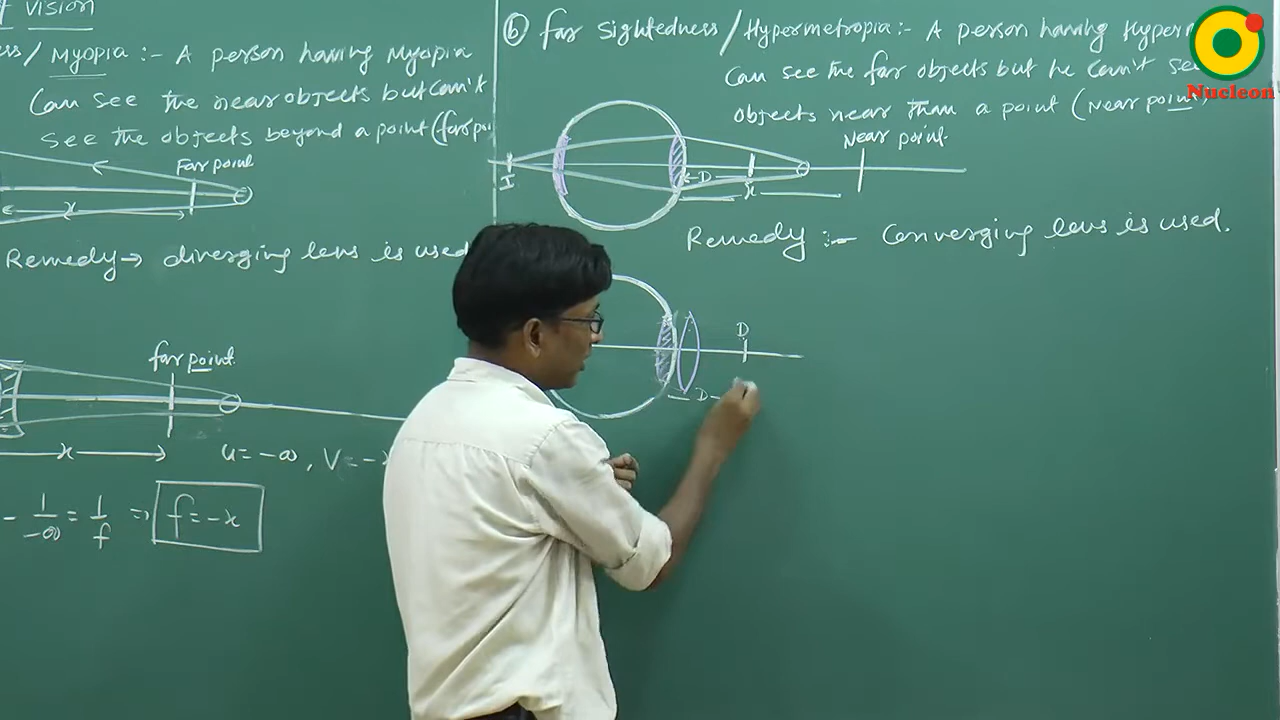 f Vision
ess/ Myopia :- A person having Myopia
Can see the near objects but can't
see the objects beyond a point (far poi
Far point
x
Remedy → diverging lens is used
far point
x
u = -∞ , V = -x
- 1/-∞ = 1/f ⇒ f = -x
(b) Far Sightedness / Hypermetropia :- A person having Hyperm
Can see the far objects but he can't see
objects near than a point (Near point)
Near point
I
D
x
Remedy :- Converging lens is used.
D
D
Nucleon